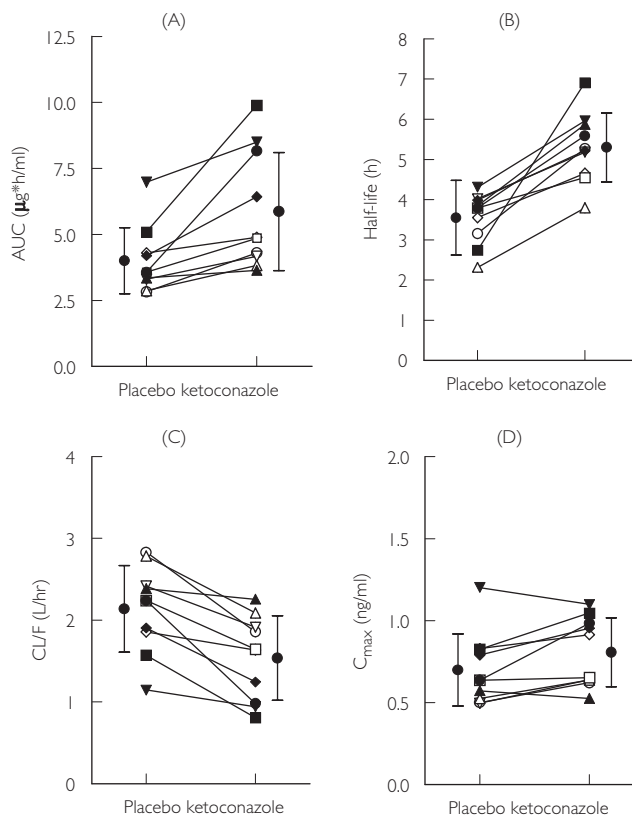 (A)
12.5
10.0
7.5
5.0
2.5
0.0
AUC (µg*h/ml)
Placebo ketoconazole
(B)
8
7
6
5
4
3
2
1
0
Half-life (h)
Placebo ketoconazole
(C)
4
3
2
1
0
CL/F (L/hr)
Placebo ketoconazole
(D)
2.0
1.5
1.0
0.5
0.0
Cmax (ng/ml)
Placebo ketoconazole